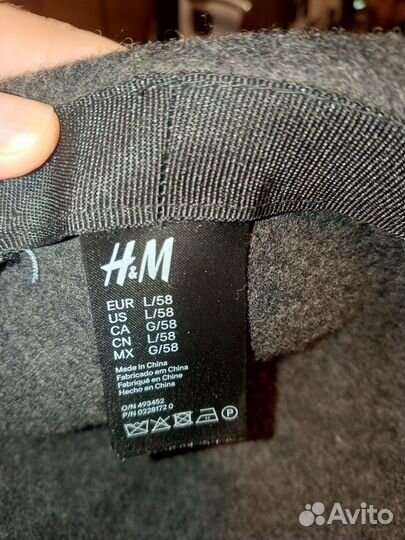 H&M
EUR L/58
US L/58
CA G/58
CN L/58
MX G/58
Made in China
Fabricado em China
Fabriqué en Chine
Hecho en China
O/N 493452
P/N 0228172 0
P
Avito